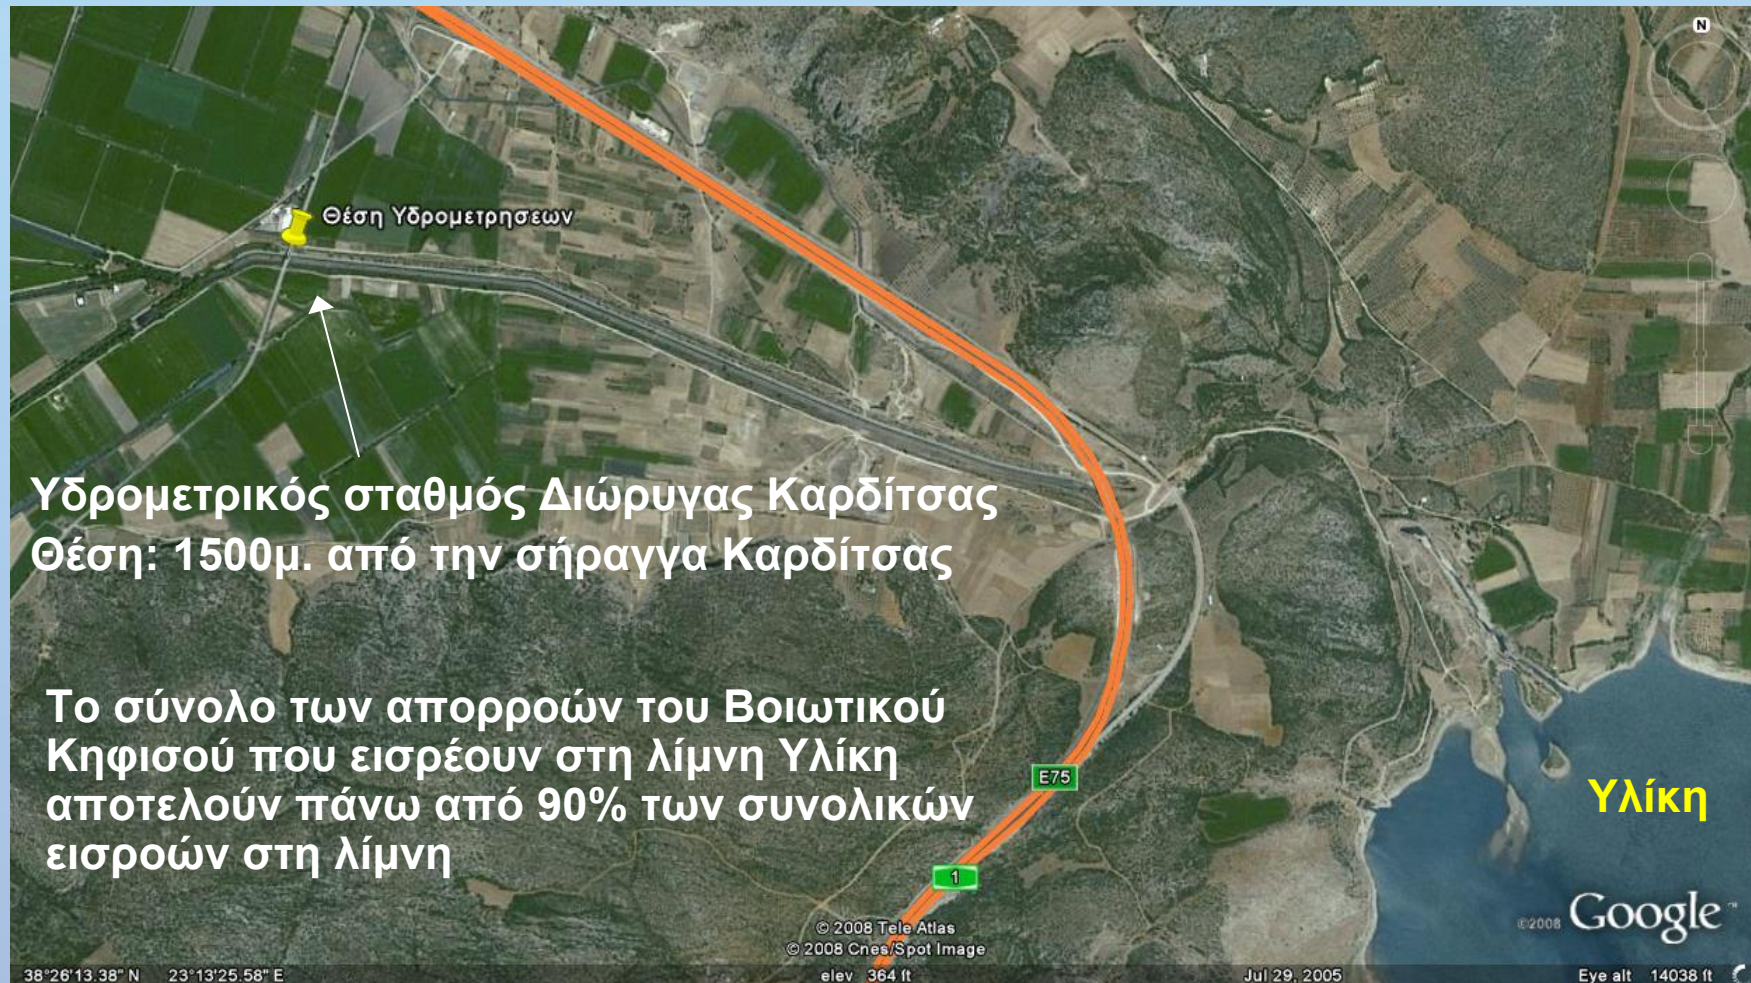 N
Θέση Υδρομετρησεων
Υδρομετρικός σταθμός Διώρυγας Καρδίτσας
Θέση: 1500μ. από την σήραγγα Καρδίτσας
Το σύνολο των απορροών του Βοιωτικού
Κηφισού που εισρέουν στη λίμνη Υλίκη
αποτελούν πάνω από 90% των συνολικών
εισροών στη λίμνη
E75
Υλίκη
1
© 2008 Tele Atlas
© 2008 Cnes/Spot Image
©2008 Google™
38°26'13.38" N 23°13'25.58" E elev 364 ft Jul 29, 2005 Eye alt 14038 ft